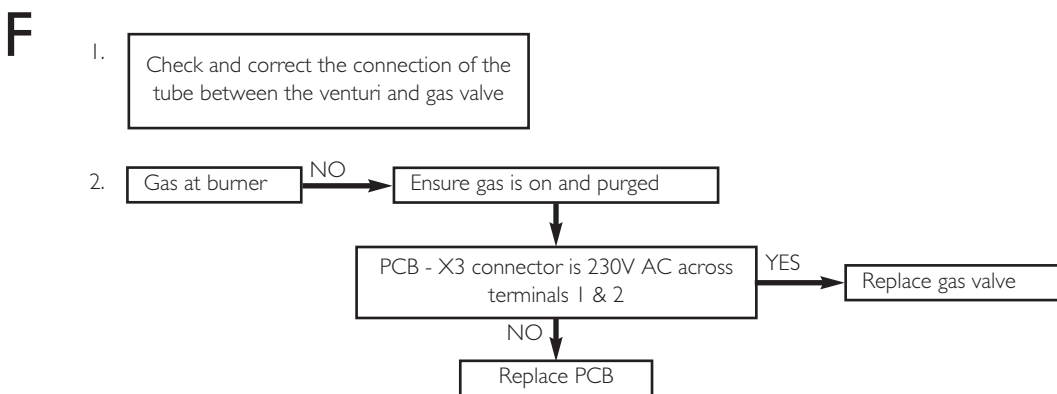 F
1.
Check and correct the connection of the
tube between the venturi and gas valve
2.
Gas at burner
NO
Ensure gas is on and purged
PCB - X3 connector is 230V AC across
terminals 1 & 2
YES
Replace gas valve
NO
Replace PCB